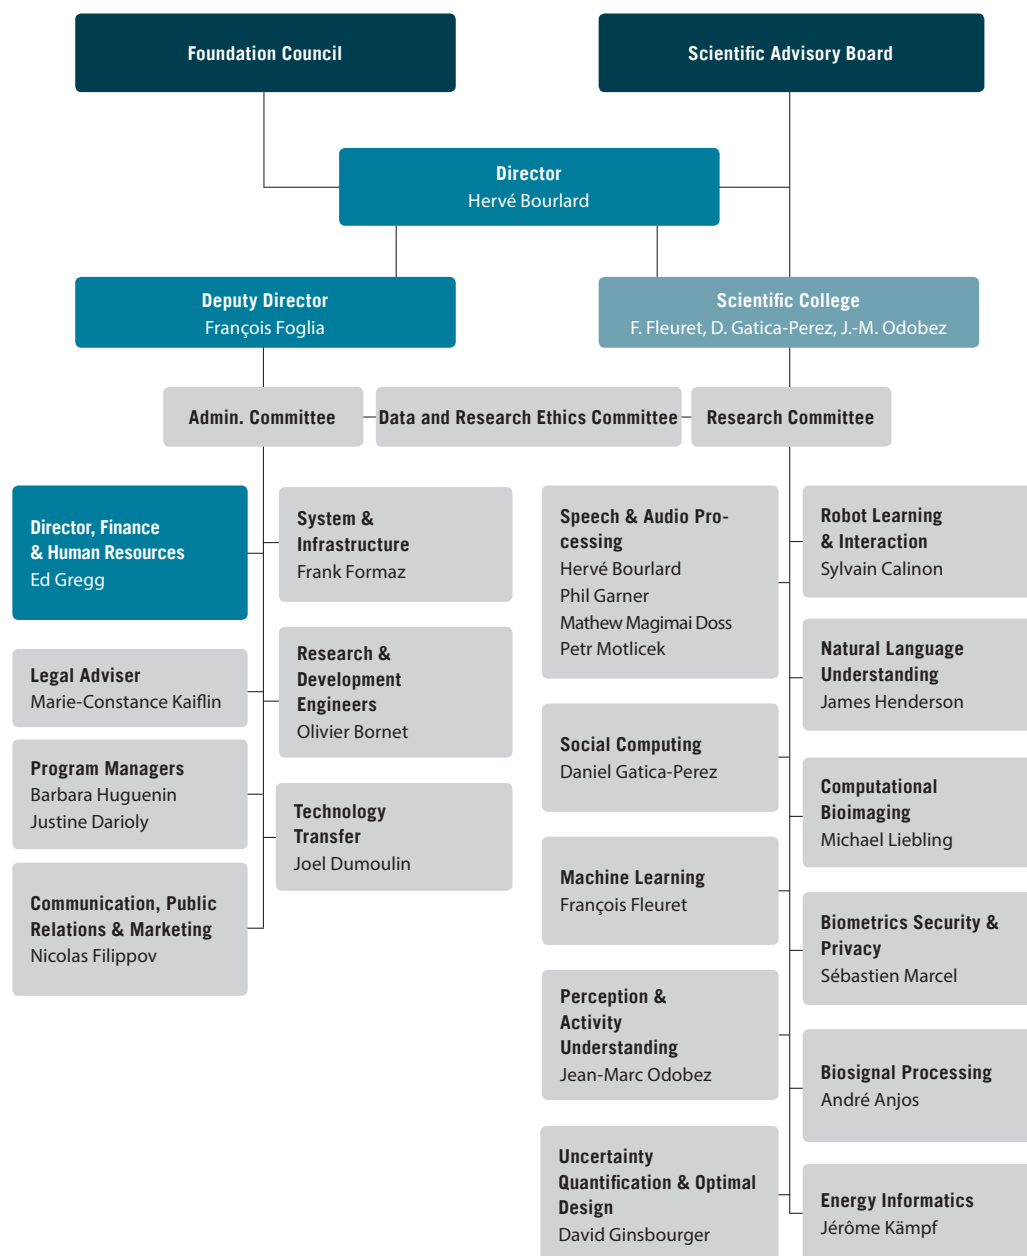 Foundation Council
Scientific Advisory Board
Director
Hervé Bourlard
Deputy Director
François Foglia
Scientific College
F. Fleuret, D. Gatica-Perez, J.-M. Odobez
Admin. Committee
Data and Research Ethics Committee
Research Committee
Director, Finance
& Human Resources
Ed Gregg
System &
Infrastructure
Frank Formaz
Legal Adviser
Marie-Constance Kaiflin
Research &
Development
Engineers
Olivier Bornet
Program Managers
Barbara Huguenin
Justine Darioly
Technology
Transfer
Joel Dumoulin
Communication, Public
Relations & Marketing
Nicolas Filippov
Speech & Audio Pro-
cessing
Hervé Bourlard
Phil Garner
Mathew Magimai Doss
Petr Motlicek
Robot Learning
& Interaction
Sylvain Calinon
Natural Language
Understanding
James Henderson
Social Computing
Daniel Gatica-Perez
Computational
Bioimaging
Michael Liebling
Machine Learning
François Fleuret
Biometrics Security &
Privacy
Sébastien Marcel
Perception &
Activity
Understanding
Jean-Marc Odobez
Biosignal Processing
André Anjos
Uncertainty
Quantification & Optimal
Design
David Ginsbourger
Energy Informatics
Jérôme Kämpf